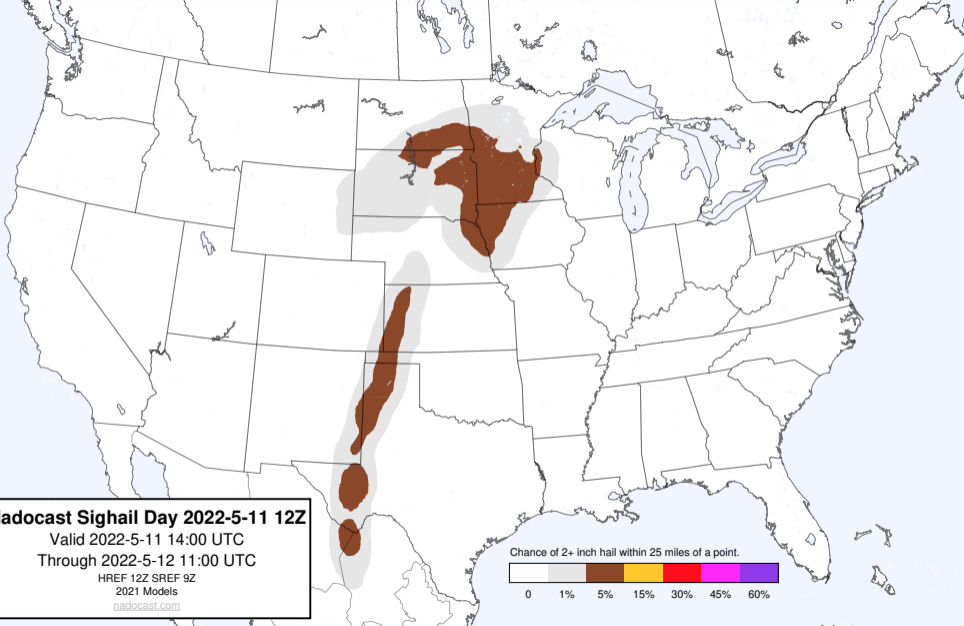 adocast Sighail Day 2022-5-11 12Z
Valid 2022-5-11 14:00 UTC
Through 2022-5-12 11:00 UTC
HREF 12Z SREF 9Z
2021 Models
nadocast.com
Chance of 2+ inch hail within 25 miles of a point.
0 1% 5% 15% 30% 45% 60%